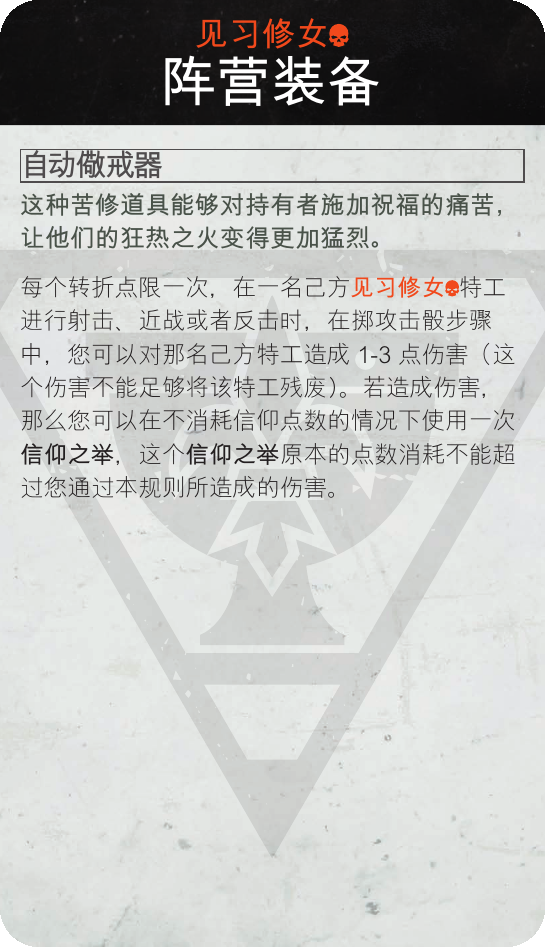 见习修女
阵营装备
自动儆戒器
这种苦修道具能够对持有者施加祝福的痛苦，
让他们的狂热之火变得更加猛烈。
每个转折点限一次，在一名己方见习修女特工
进行射击、近战或者反击时，在掷攻击骰步骤
中，您可以对那名己方特工造成 1-3 点伤害（这
个伤害不能足够将该特工残废）。若造成伤害，
那么您可以在不消耗信仰点数的情况下使用一次
信仰之举，这个信仰之举原本的点数消耗不能超
过您通过本规则所造成的伤害。